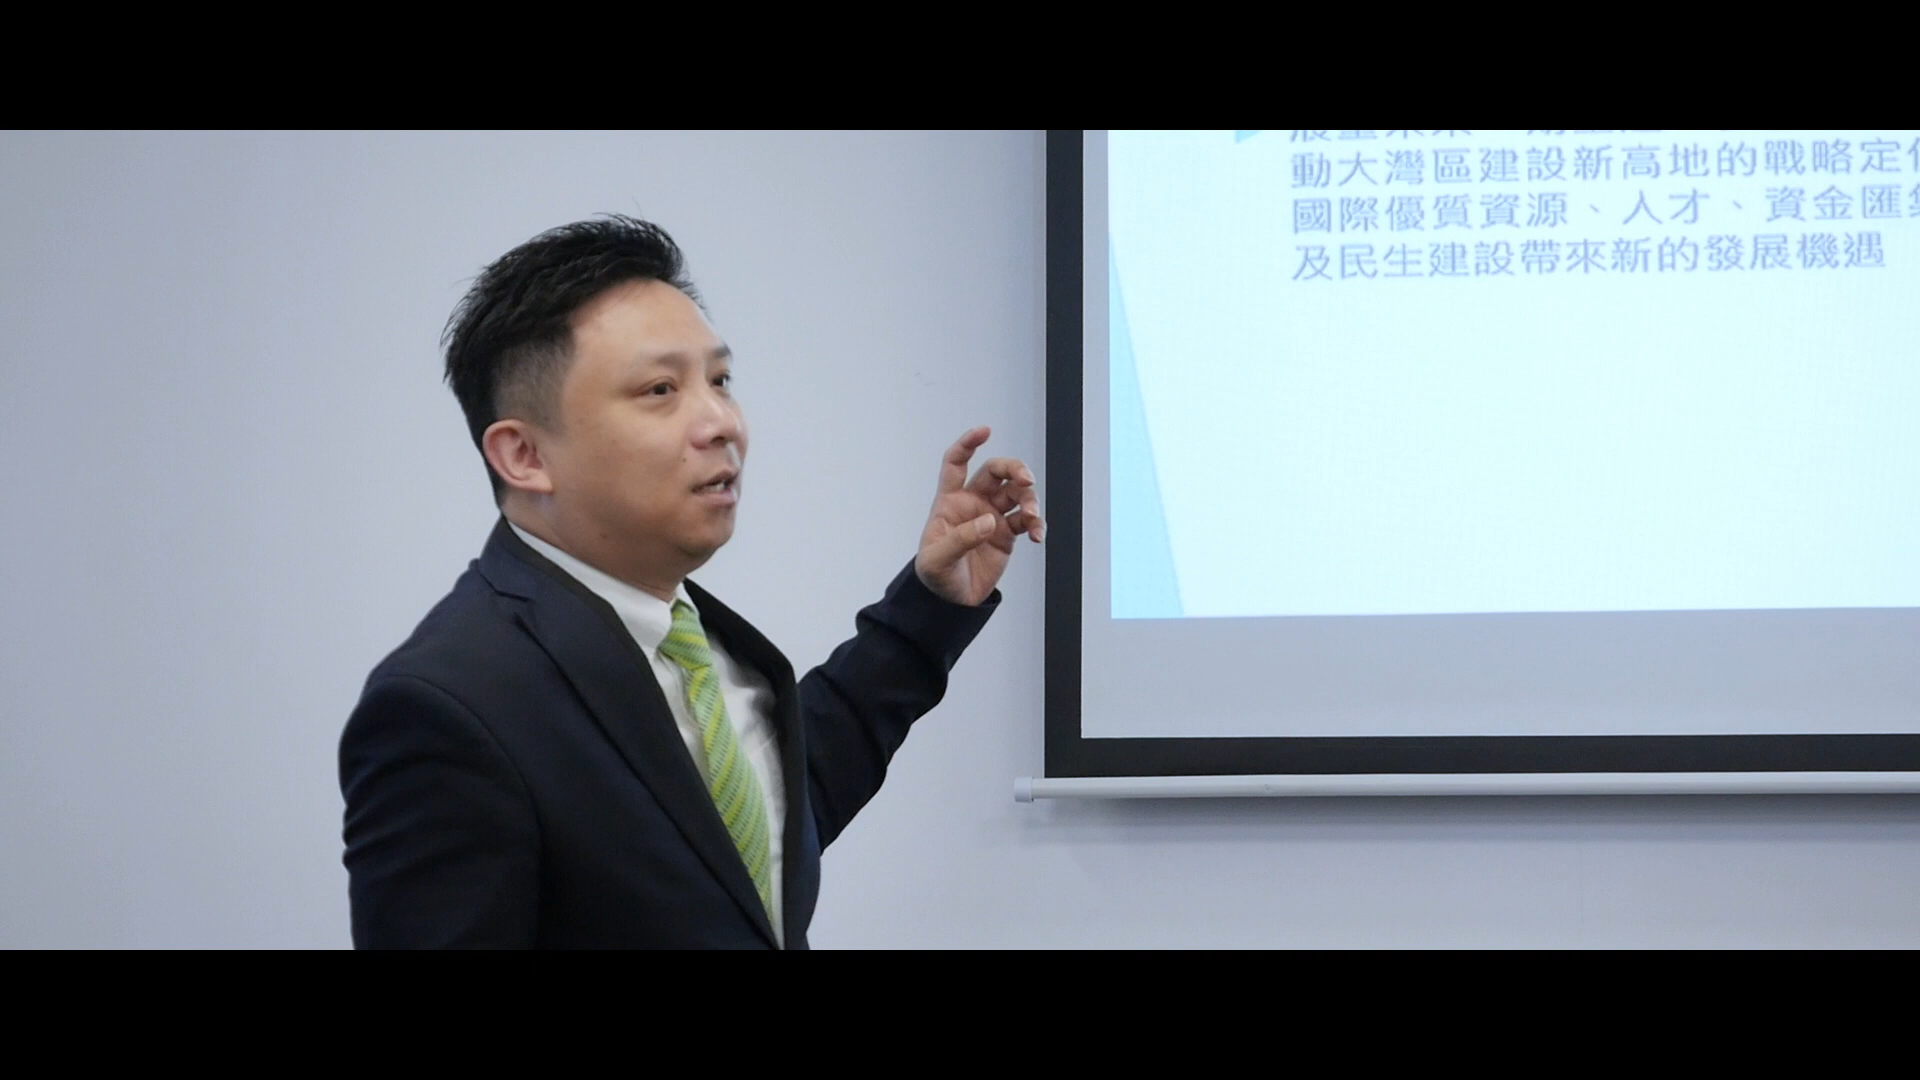 動大灣區建設新高地的戰略定
國際優質資源、人才、資金匯
及民生建設帶來新的發展機遇